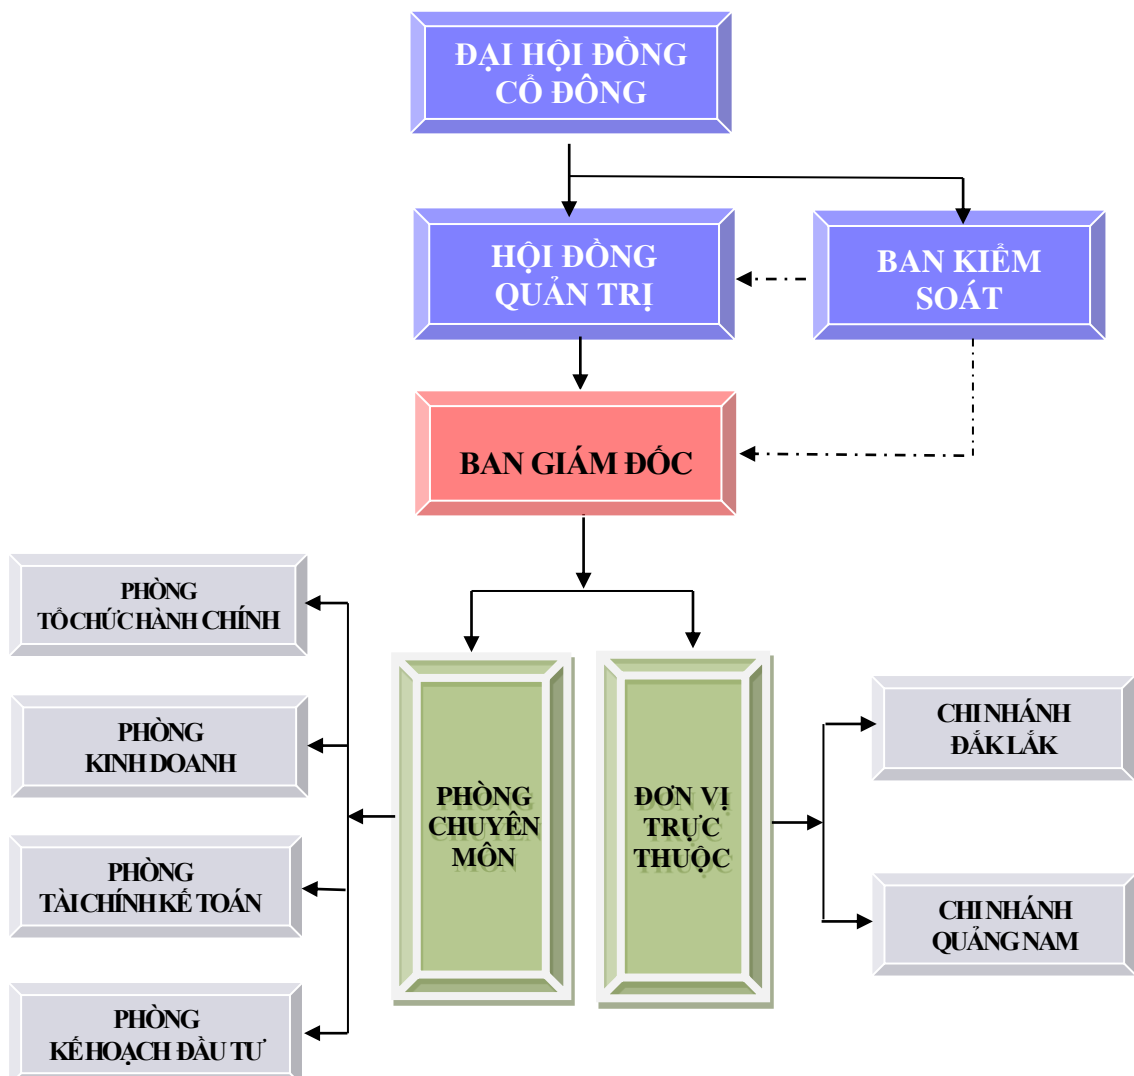 ĐẠI HỘI ĐỒNG
CỔ ĐÔNG
HỘI ĐỒNG
QUẢN TRỊ
BAN KIỂM
SOÁT
BAN GIÁM ĐỐC
PHÒNG
TỔ CHỨC HÀNH CHÍNH
PHÒNG
KINH DOANH
PHÒNG
TÀI CHÍNH KẾ TOÁN
PHÒNG
KẾ HOẠCH ĐẦU TƯ
PHÒNG
CHUYÊN
MÔN
ĐƠN VỊ
TRỰC
THUỘC
CHI NHÁNH
ĐẮK LẮK
CHI NHÁNH
QUẢNG NAM